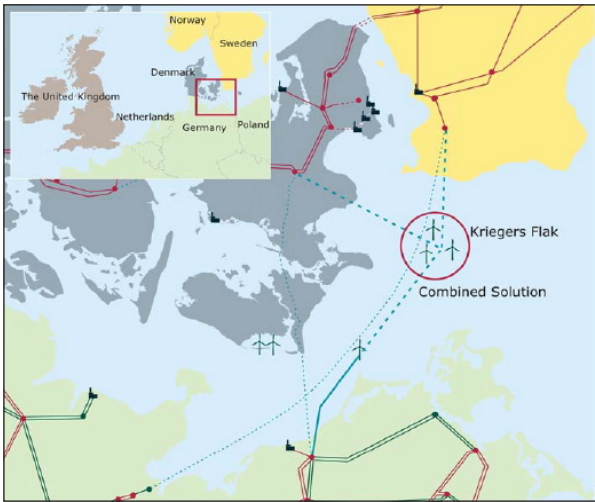 Norway
Sweden
Denmark
The United Kingdom
Netherlands
Germany
Poland
Kriegers Flak
Combined Solution